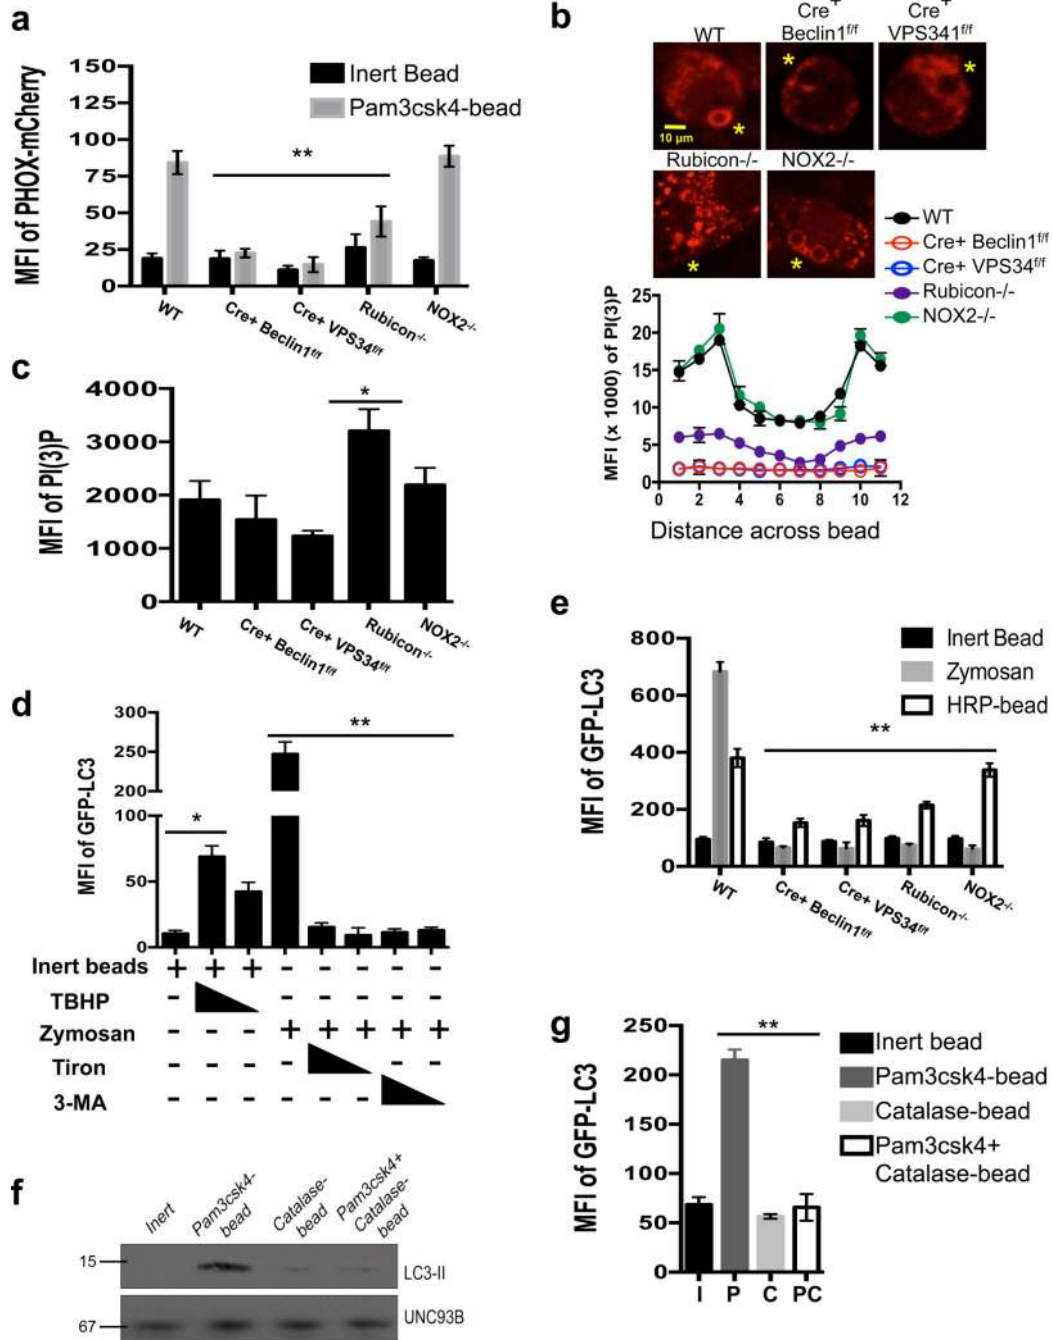 a
MFI of PHOX-mCherry
150
125
100
75
50
25
0
Inert Bead
Pam3csk4-bead
**
WT
Cre+ Beclin1f/f
Cre+ VPS34f/f
Rubicon-/-
NOX2-/-
b
WT
Cre+
Beclin1f/f
Cre+
VPS341f/f
*
*
*
10 µm
Rubicon-/-
NOX2-/-
*
*
WT
Cre+ Beclin1f/f
Cre+ VPS34f/f
Rubicon-/-
NOX2-/-
MFI (x 1000) of PI(3)P
25
20
15
10
5
0
0 2 4 6 8 10 12
Distance across bead
c
MFI of PI(3)P
4000
3000
2000
1000
0
*
WT
Cre+ Beclin1f/f
Cre+ VPS34f/f
Rubicon-/-
NOX2-/-
d
MFI of GFP-LC3
300
250
200
100
50
0
*
**
Inert beads + + + - - - - -
TBHP - - - - - -
Zymosan - - - + + + + +
Tiron - - - - - -
3-MA - - - - - -
e
MFI of GFP-LC3
800
600
400
200
0
Inert Bead
Zymosan
HRP-bead
**
WT
Cre+ Beclin1f/f
Cre+ VPS34f/f
Rubicon-/-
NOX2-/-
f
Inert
Pam3csk4-
bead
Catalase-
bead
Pam3csk4+
Catalase-bead
15
LC3-II
67
UNC93B
g
MFI of GFP-LC3
250
200
150
100
50
0
**
Inert bead
Pam3csk4-bead
Catalase-bead
Pam3csk4+
Catalase-bead
I P C PC